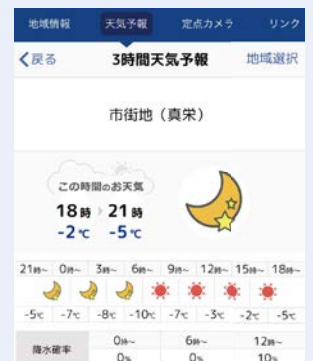 地域情報 天気予報 定点カメラ リンク
戻る 3時間天気予報 地域選択
市街地（真栄）
この時間のお天気
18時 21時
-2℃ -5℃
21時~ 0時~ 3時~ 6時~ 9時~ 12時~ 15時~ 18時~
-5℃ -7℃ -8℃ -10℃ -7℃ -3℃ -2℃ -5℃
降水確率 0時~ 6時~ 12時~
0% 0% 10%